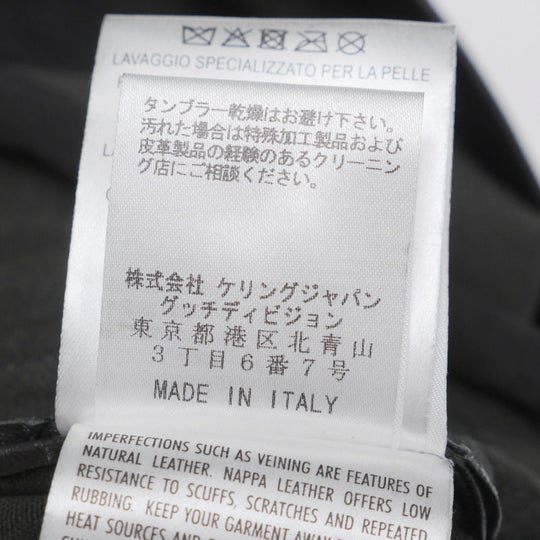 LAVAGGIO SPECIALIZZATO PER LA PELLE
タンブラー乾燥はお避け下さい。
汚れた場合は特殊加工製品および
皮革製品の経験のあるクリーニン
グ店にご相談ください。
株式会社 ケリングジャパン
グッチディビジョン
東京都港区北青山
3丁目6番7号
MADE IN ITALY
IMPERFECTIONS SUCH AS VEINING ARE FEATURES OF
NATURAL LEATHER. NAPPA LEATHER OFFERS LOW
RESISTANCE TO SCUFFS, SCRATCHES AND REPEATED
RUBBING. KEEP YOUR GARMENT AWAY
HEAT SOURCES AND